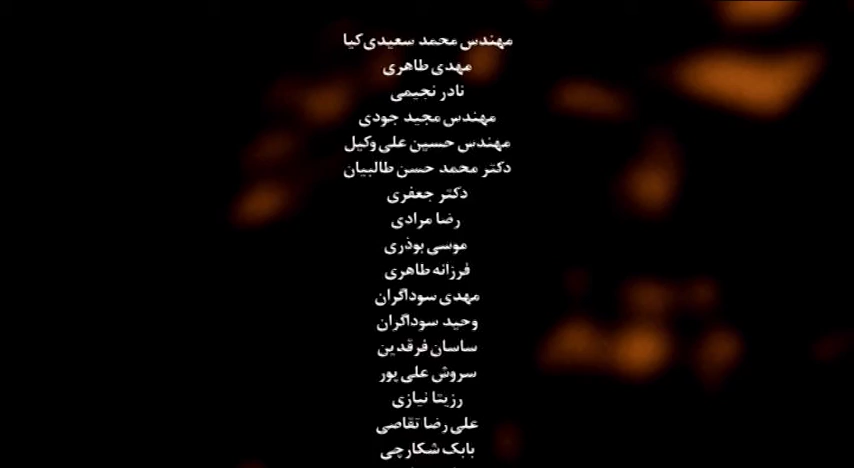 مهندس محمد سعیدی کیا
مهدی طاهری
نادر نجیمی
مهندس مجید جودی
مهندس حسین علی وکیل
دکتر محمد حسن طالبیان
دکتر جعفری
رضا مرادی
موسی بوذری
فرزانه طاهری
مهدی سوداگران
وحید سوداگران
ساسان فرقدین
سروش علی پور
رزیتا نیازی
علی رضا تقاصی
بابک شکارچی